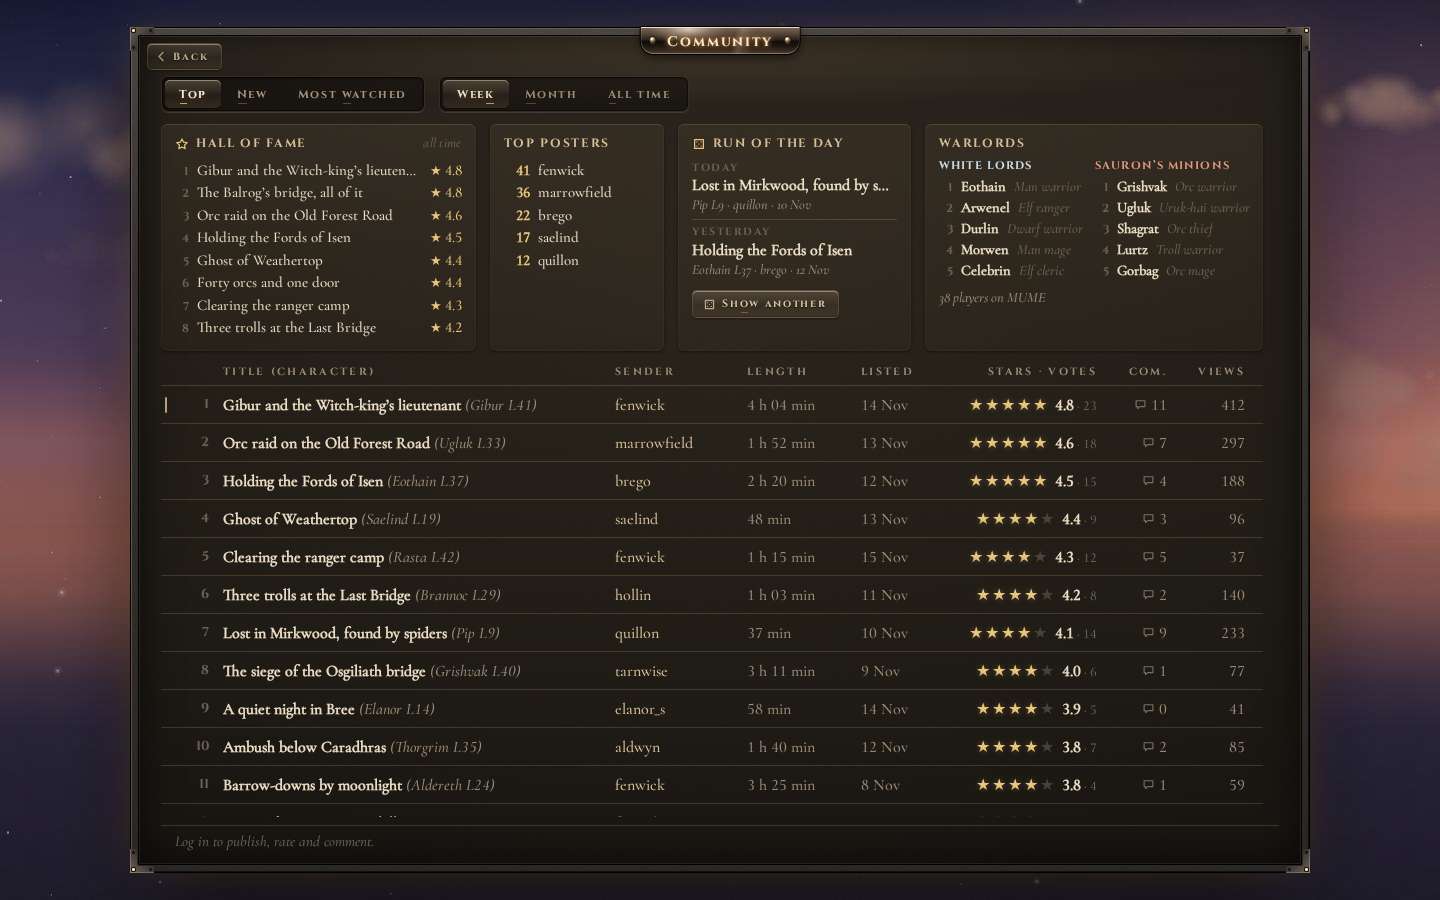 Community
Back
Top New Most watched Week Month All time
Hall of Fame all time
1 Gibur and the Witch-king's lieuten... ★ 4.8
2 The Balrog's bridge, all of it ★ 4.8
3 Orc raid on the Old Forest Road ★ 4.6
4 Holding the Fords of Isen ★ 4.5
5 Ghost of Weathertop ★ 4.4
6 Forty orcs and one door ★ 4.4
7 Clearing the ranger camp ★ 4.3
8 Three trolls at the Last Bridge ★ 4.2
Top posters
41 fenwick
36 marrowfield
22 brego
17 saelind
12 quillon
Run of the day
Today
Lost in Mirkwood, found by s...
Pip L9 · quillon · 10 Nov
Yesterday
Holding the Fords of Isen
Eothain L37 · brego · 12 Nov
Show another
Warlords
White Lords
1 Eothain Man warrior
2 Arwenel Elf ranger
3 Durlin Dwarf warrior
4 Morwen Man mage
5 Celebrin Elf cleric
Sauron's Minions
1 Grishvak Orc warrior
2 Ugluk Uruk-hai warrior
3 Shagrat Orc thief
4 Lurtz Troll warrior
5 Gorbag Orc mage
38 players on MUME
Title (character) Sender Length Listed Stars · Votes Com. Views
1 Gibur and the Witch-king's lieutenant (Gibur L41) fenwick 4 h 04 min 14 Nov ★★★★★ 4.8 · 23 11 412
2 Orc raid on the Old Forest Road (Ugluk L33) marrowfield 1 h 52 min 13 Nov ★★★★★ 4.6 · 18 7 297
3 Holding the Fords of Isen (Eothain L37) brego 2 h 20 min 12 Nov ★★★★★ 4.5 · 15 4 188
4 Ghost of Weathertop (Saelind L19) saelind 48 min 13 Nov ★★★★★ 4.4 · 9 3 96
5 Clearing the ranger camp (Rasta L42) fenwick 1 h 15 min 15 Nov ★★★★★ 4.3 · 12 5 37
6 Three trolls at the Last Bridge (Brannoc L29) hollin 1 h 03 min 11 Nov ★★★★★ 4.2 · 8 2 140
7 Lost in Mirkwood, found by spiders (Pip L9) quillon 37 min 10 Nov ★★★★★ 4.1 · 14 9 233
8 The siege of the Osgiliath bridge (Grishvak L40) tarnwise 3 h 11 min 9 Nov ★★★★★ 4.0 · 6 1 77
9 A quiet night in Bree (Elanor L14) elanor_s 58 min 14 Nov ★★★★★ 3.9 · 5 0 41
10 Ambush below Caradhras (Thorgrim L35) aldwyn 1 h 40 min 12 Nov ★★★★★ 3.8 · 7 2 85
11 Barrow-downs by moonlight (Aldereth L24) fenwick 3 h 25 min 8 Nov ★★★★★ 3.8 · 4 1 59
Log in to publish, rate and comment.